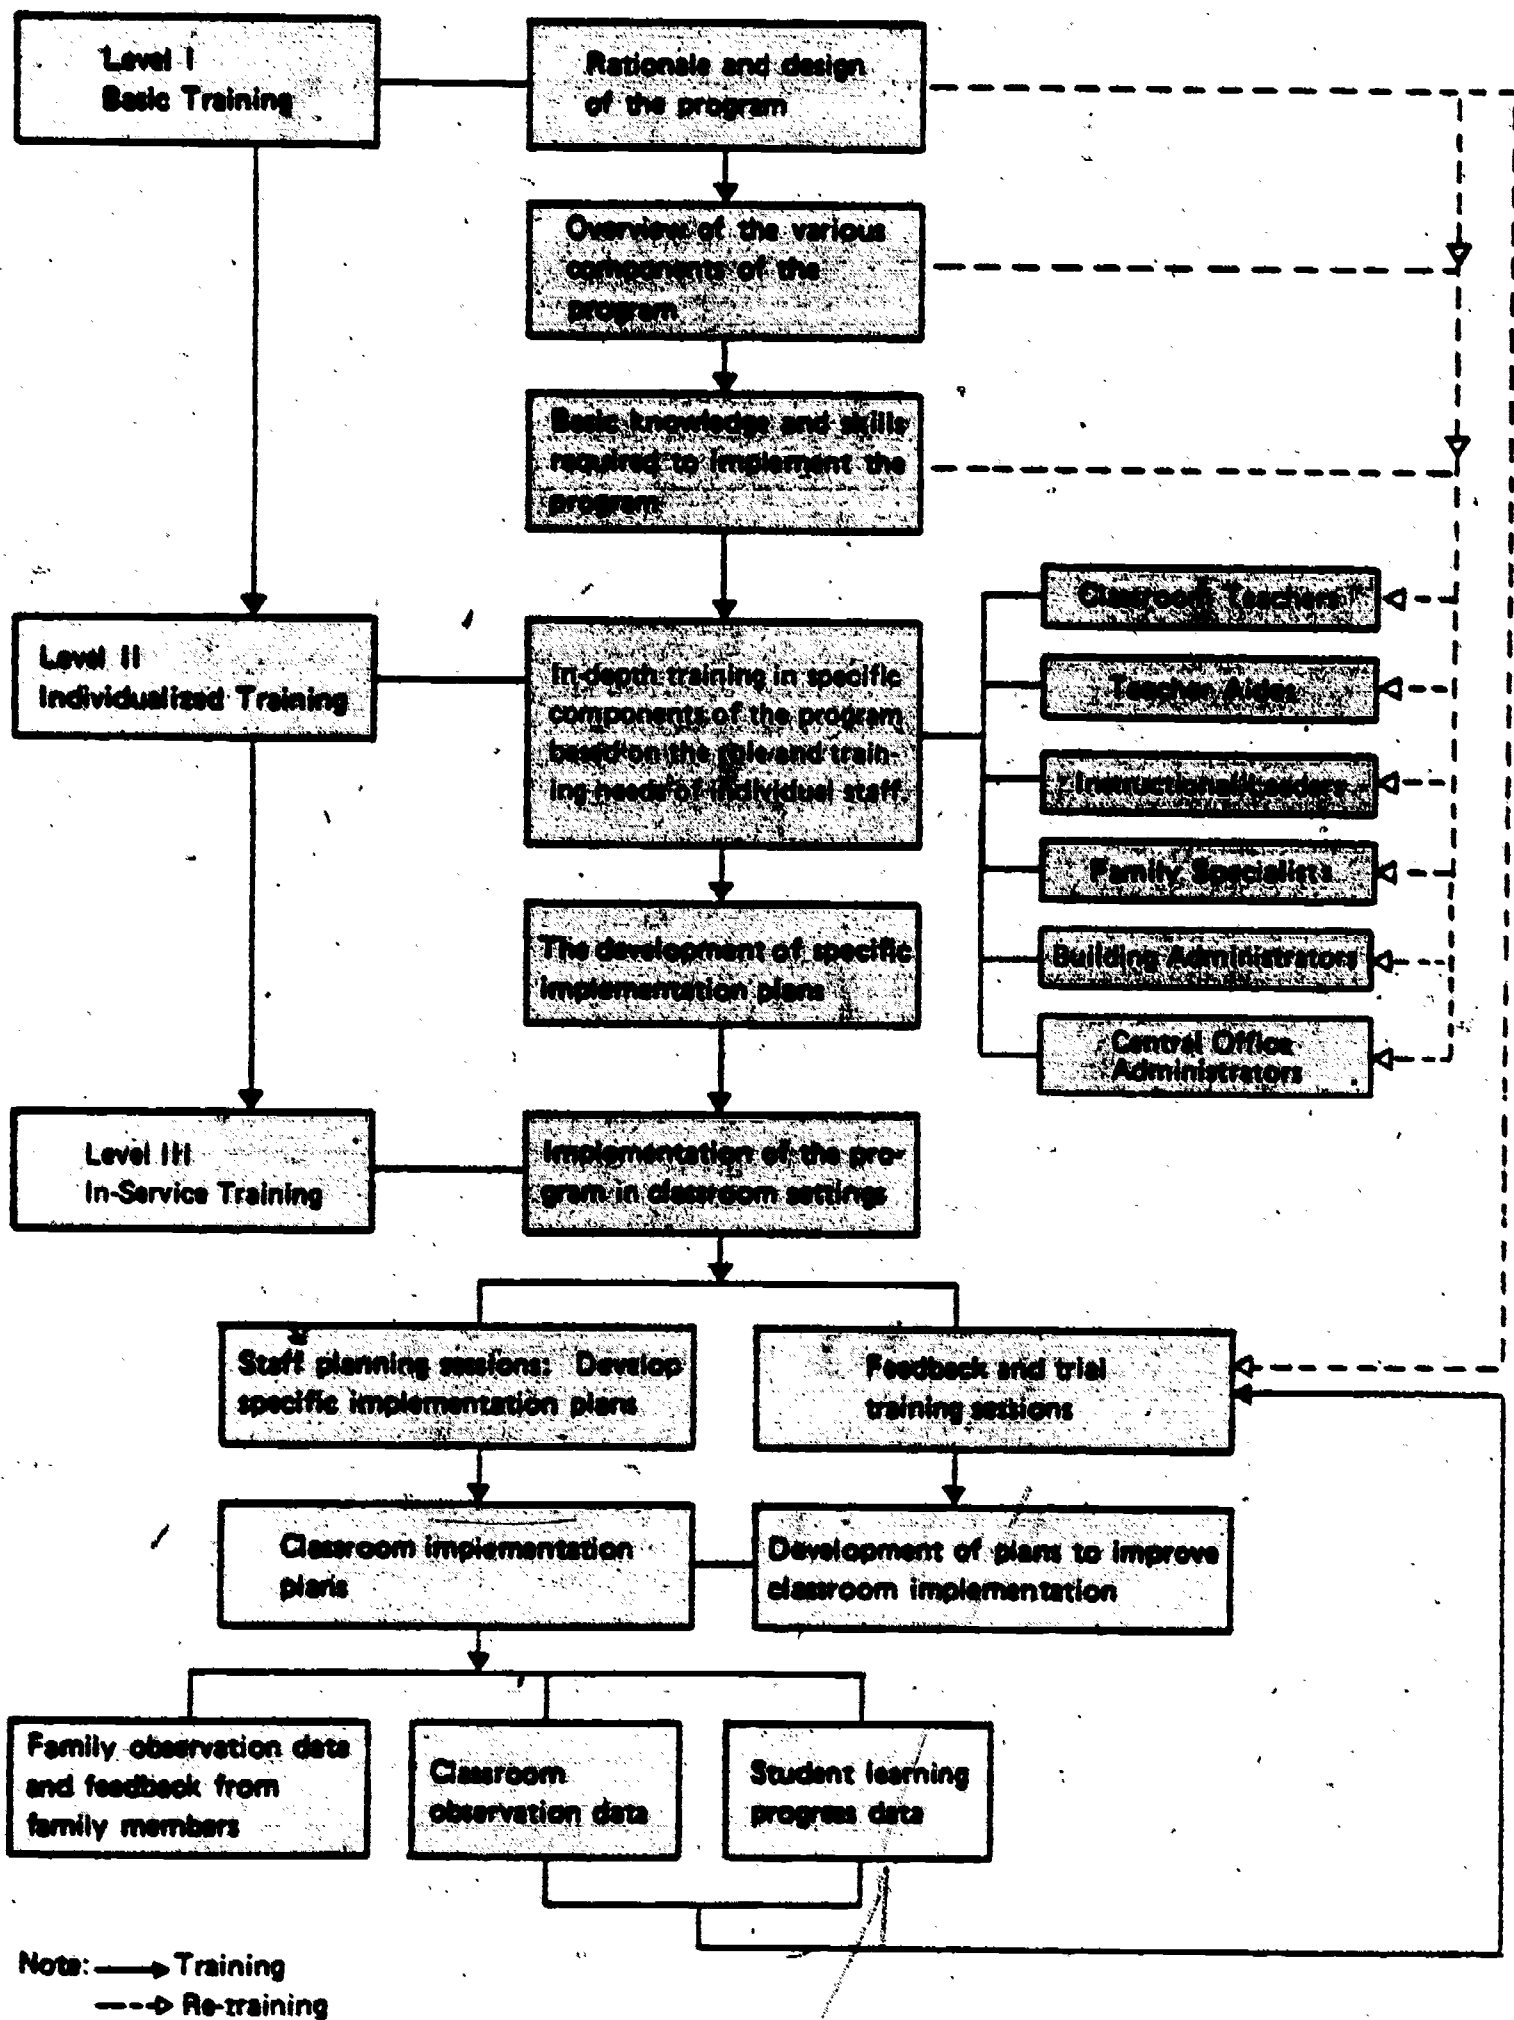 Level I
Basic Training
Rationale and design
of the program
Overview of the various
components of the
program
Basic knowledge and skills
required to implement the
program
Level II
Individualized Training
In-depth training in specific
components of the program
based on the role and train-
ing needs of individual staff.
Classroom Teachers
Teacher Aides
Instructional Leaders
Family Specialists
Building Administrators
Central Office
Administrators
The development of specific
implementation plans
Level III
In-Service Training
Implementation of the pro-
gram in classroom settings
Staff planning sessions: Develop
specific implementation plans
Feedback and trial
training sessions
Classroom implementation
plans
Development of plans to improve
classroom implementation
Family observation data
and feedback from
family members
Classroom
observation data
Student learning
progress data
Note: Training
Re-training